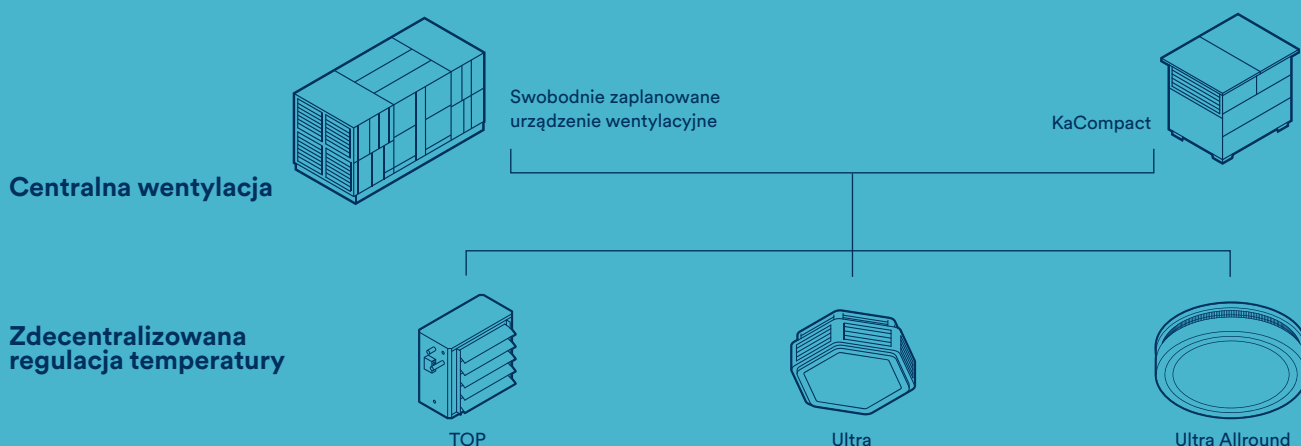 Swobodnie zaplanowane
urządzenie wentylacyjne
KaCompact
Centralna wentylacja
Zdecentralizowana
regulacja temperatury
TOP
Ultra
Ultra Allround